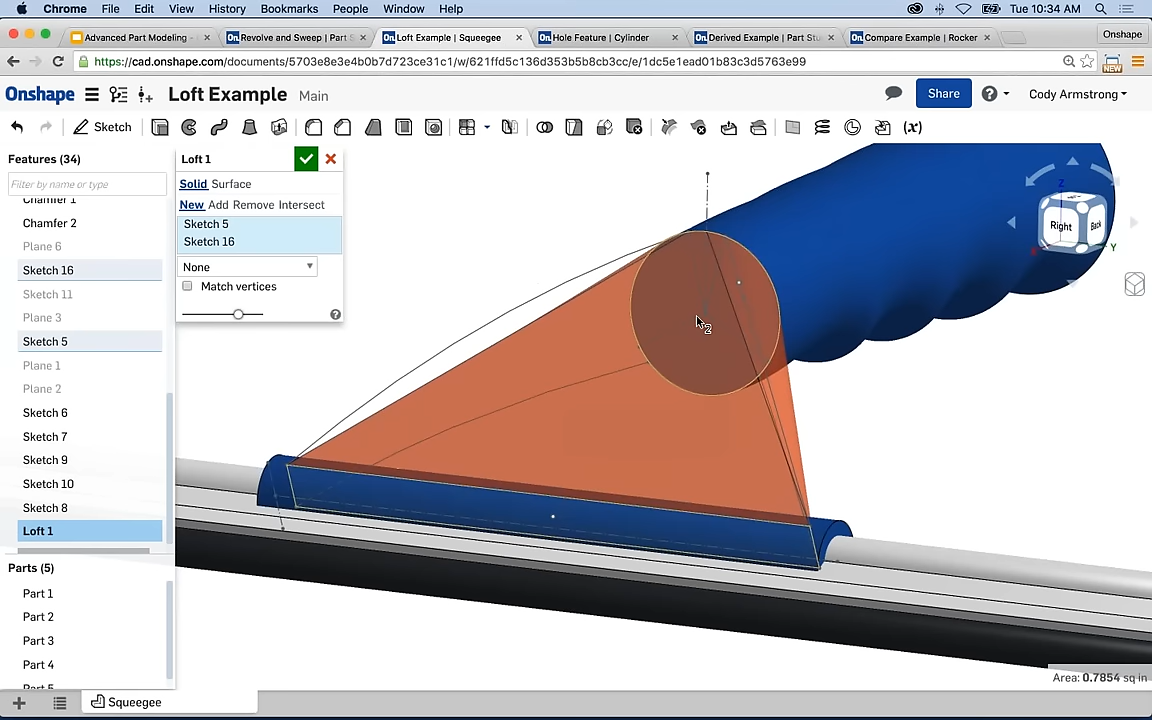 Chrome File Edit View History Bookmarks People Window Help Tue 10:34 AM
Advanced Part Modeling - × Revolve and Sweep | Part S × Loft Example | Squeegee × Hole Feature | Cylinder × Derived Example | Part Stu × Compare Example | Rocker × Onshape
https://cad.onshape.com/documents/5703e8e3e4b0b7d723ce31c1/w/621ffd5c136d353b5b8cb3cc/e/1dc5e1ead01b83c3d5763e99 NEW
Onshape Loft Example Main Share ? Cody Armstrong
Sketch (x)
Features (34)
Filter by name or type
Chamfer 1
Chamfer 2
Plane 6
Sketch 16
Sketch 11
Plane 3
Sketch 5
Plane 1
Plane 2
Sketch 6
Sketch 7
Sketch 9
Sketch 10
Sketch 8
Loft 1
Parts (5)
Part 1
Part 2
Part 3
Part 4
Part 5
Loft 1
Solid Surface
New Add Remove Intersect
Sketch 5
Sketch 16
None
Match vertices
?
2
Z
Right Back
Y
X
Area: 0.7854 sq in
Squeegee